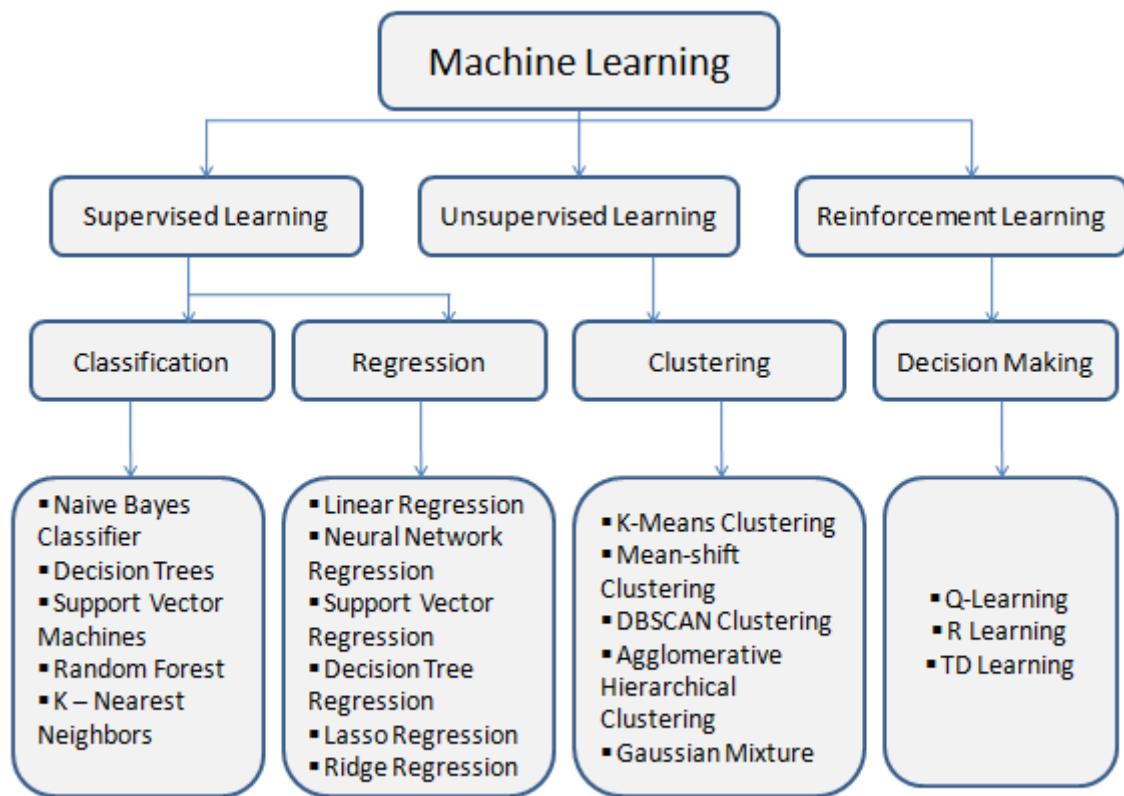 Machine Learning
Supervised Learning
Unsupervised Learning
Reinforcement Learning
Classification
Regression
Clustering
Decision Making
▪ Naive Bayes
Classifier
▪ Decision Trees
▪ Support Vector
Machines
▪ Random Forest
▪ K – Nearest
Neighbors
▪ Linear Regression
▪ Neural Network
Regression
▪ Support Vector
Regression
▪ Decision Tree
Regression
▪ Lasso Regression
▪ Ridge Regression
▪ K-Means Clustering
▪ Mean-shift
Clustering
▪ DBSCAN Clustering
▪ Agglomerative
Hierarchical
Clustering
▪ Gaussian Mixture
▪ Q-Learning
▪ R Learning
▪ TD Learning